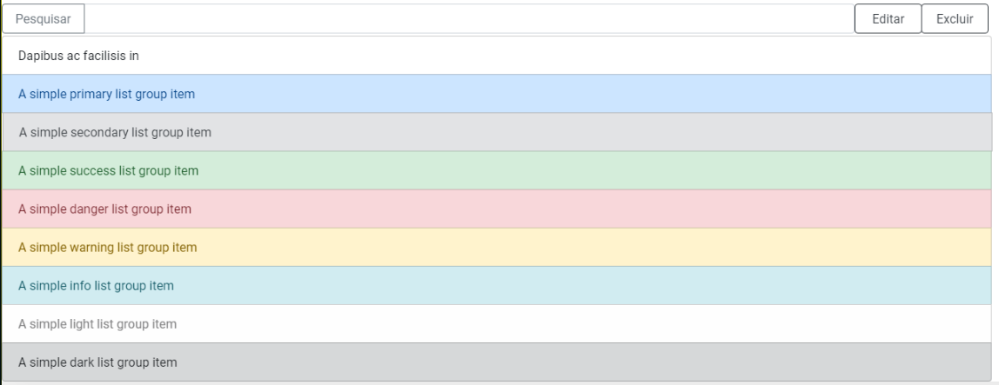 Pesquisar Editar Excluir
Dapibus ac facilisis in
A simple primary list group item
A simple secondary list group item
A simple success list group item
A simple danger list group item
A simple warning list group item
A simple info list group item
A simple light list group item
A simple dark list group item